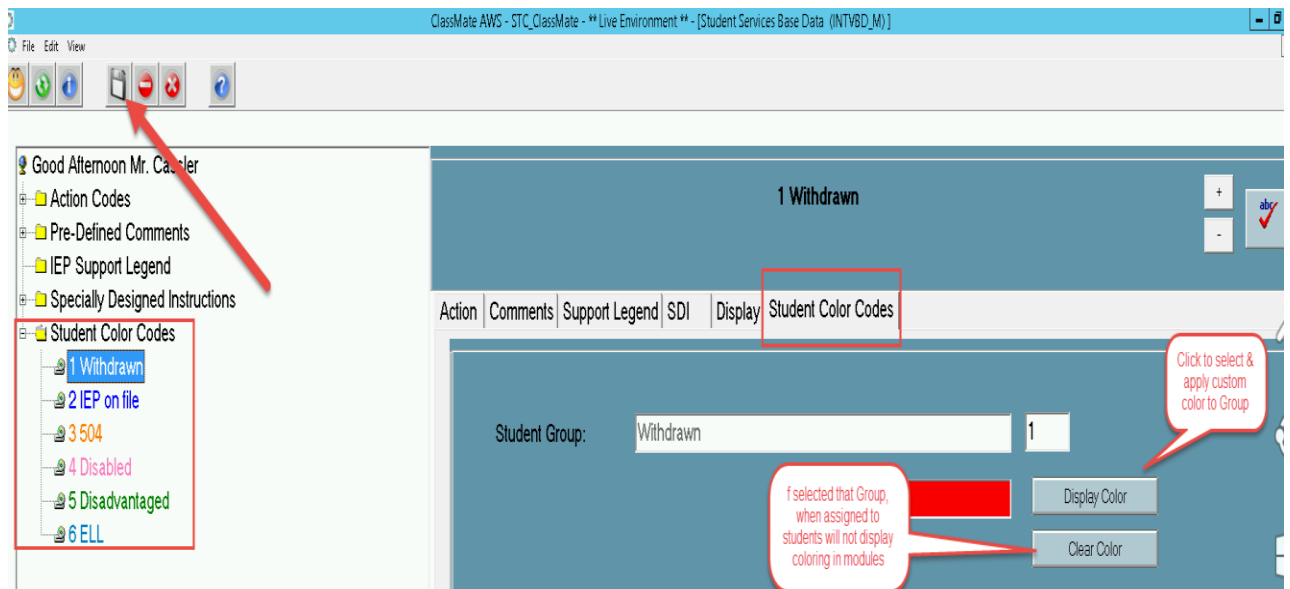 ClassMate AWS - STC_ClassMate - ** Live Environment ** - [Student Services Base Data (INTVBD_M) ]
File Edit View
Good Afternoon Mr. Cassler
Action Codes
Pre-Defined Comments
IEP Support Legend
Specially Designed Instructions
Student Color Codes
1 Withdrawn
2 IEP on file
3 504
4 Disabled
5 Disadvantaged
6 ELL
1 Withdrawn
+
-
abc
Action Comments Support Legend SDI Display Student Color Codes
Click to select &
apply custom
color to Group
Student Group: Withdrawn 1
f selected that Group,
when assigned to
students will not display
coloring in modules
Display Color
Clear Color